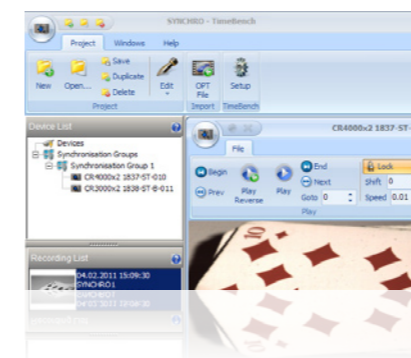 SYNCHRO - TimeBench
Project Windows Help
New Open... Save Duplicate Delete Edit OPT File Setup
Project Import TimeBench
Device List
Devices
Synchronisation Groups
Synchronisation Group 1
CR4000x2 1837-ST-010
CR3000x2 1838-ST-B-011
Recording List
04.02.2011 15:09:30
SYNCHRO1
CR4000x2 1837-ST-
File
Begin Prev Play Reverse Play End Next Goto 0 Lock Shift 0 Speed 0.01
Play
10